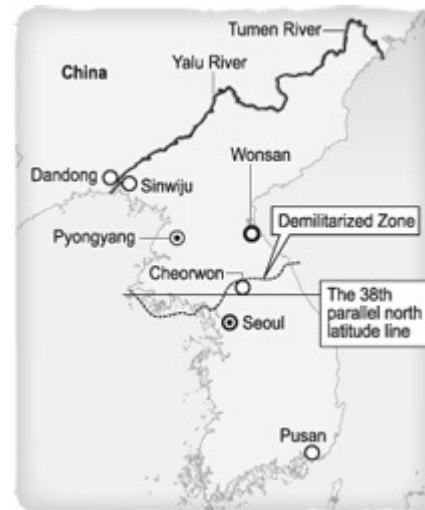 Tumen River
Yalu River
China
Wonsan
Dandong
Sinwiju
Demilitarized Zone
Pyongyang
Cheorwon
The 38th
parallel north
latitude line
Seoul
Pusan